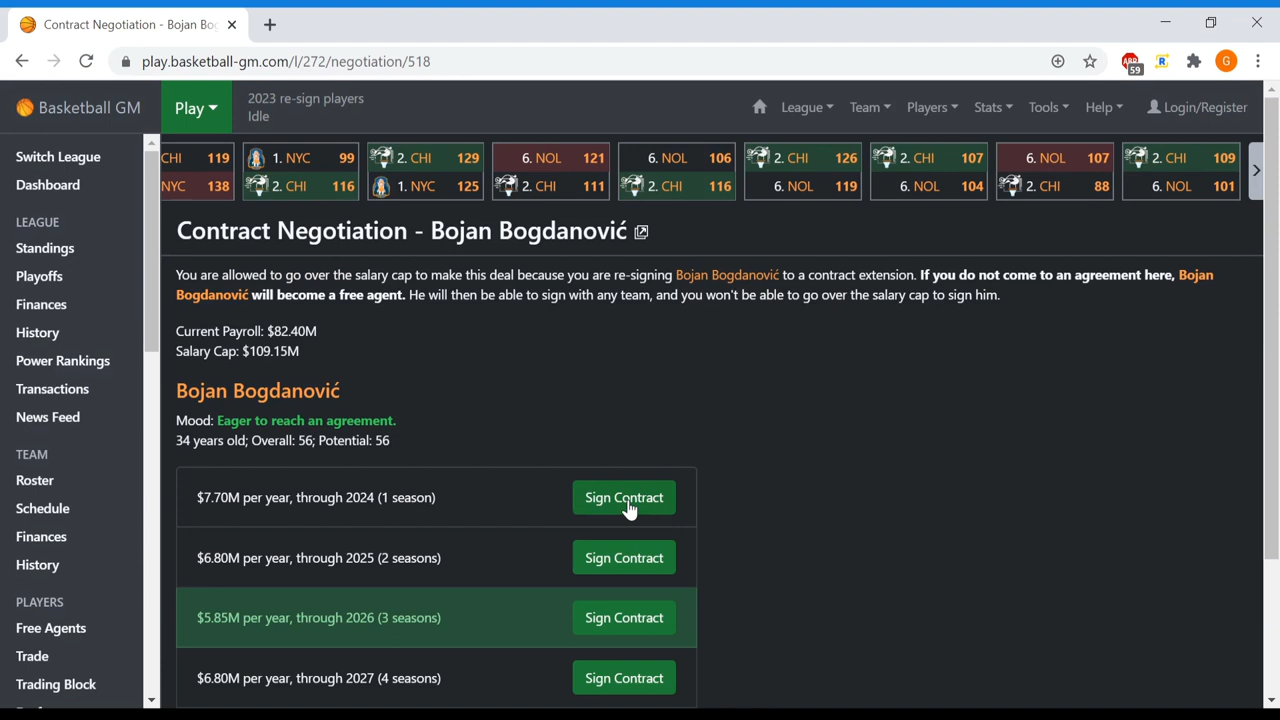 Contract Negotiation - Bojan Bog
play.basketball-gm.com/l/272/negotiation/518
ABP
59
R
G
Basketball GM
Play
2023 re-sign players
Idle
League
Team
Players
Stats
Tools
Help
Login/Register
Switch League
Dashboard
LEAGUE
Standings
Playoffs
Finances
History
Power Rankings
Transactions
News Feed
TEAM
Roster
Schedule
Finances
History
PLAYERS
Free Agents
Trade
Trading Block
CHI 119
NYC 138
1. NYC 99
2. CHI 116
2. CHI 129
1. NYC 125
6. NOL 121
2. CHI 111
6. NOL 106
2. CHI 116
2. CHI 126
6. NOL 119
2. CHI 107
6. NOL 104
6. NOL 107
2. CHI 88
2. CHI 109
6. NOL 101
Contract Negotiation - Bojan Bogdanović
You are allowed to go over the salary cap to make this deal because you are re-signing Bojan Bogdanović to a contract extension. If you do not come to an agreement here, Bojan
Bogdanović will become a free agent. He will then be able to sign with any team, and you won't be able to go over the salary cap to sign him.
Current Payroll: $82.40M
Salary Cap: $109.15M
Bojan Bogdanović
Mood: Eager to reach an agreement.
34 years old; Overall: 56; Potential: 56
$7.70M per year, through 2024 (1 season) Sign Contract
$6.80M per year, through 2025 (2 seasons) Sign Contract
$5.85M per year, through 2026 (3 seasons) Sign Contract
$6.80M per year, through 2027 (4 seasons) Sign Contract